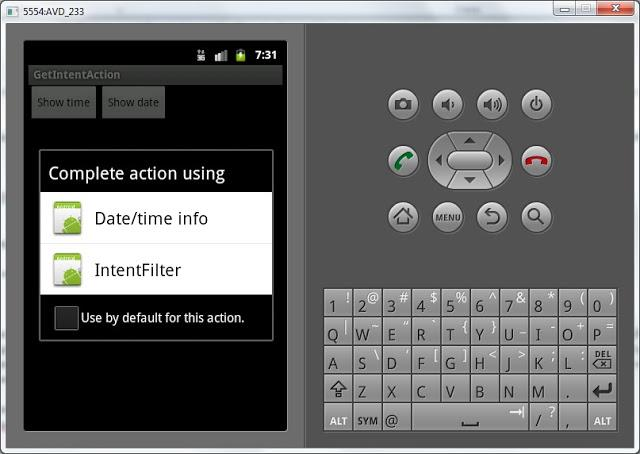 5554:AVD_233
3G 7:31
GetIntentAction
Show time Show date
Complete action using
Date/time info
IntentFilter
Use by default for this action.
MENU
1 ! 2 @ 3 # 4 $ 5 % 6 ^ 7 & 8 * 9 ( 0 )
Q | W ~ E " R ` T { Y } U _ I - O + P =
A S \ D ' F [ G ] H < J > K ; L : DEL
Z X C V B N M .
ALT SYM @ / ? , ALT